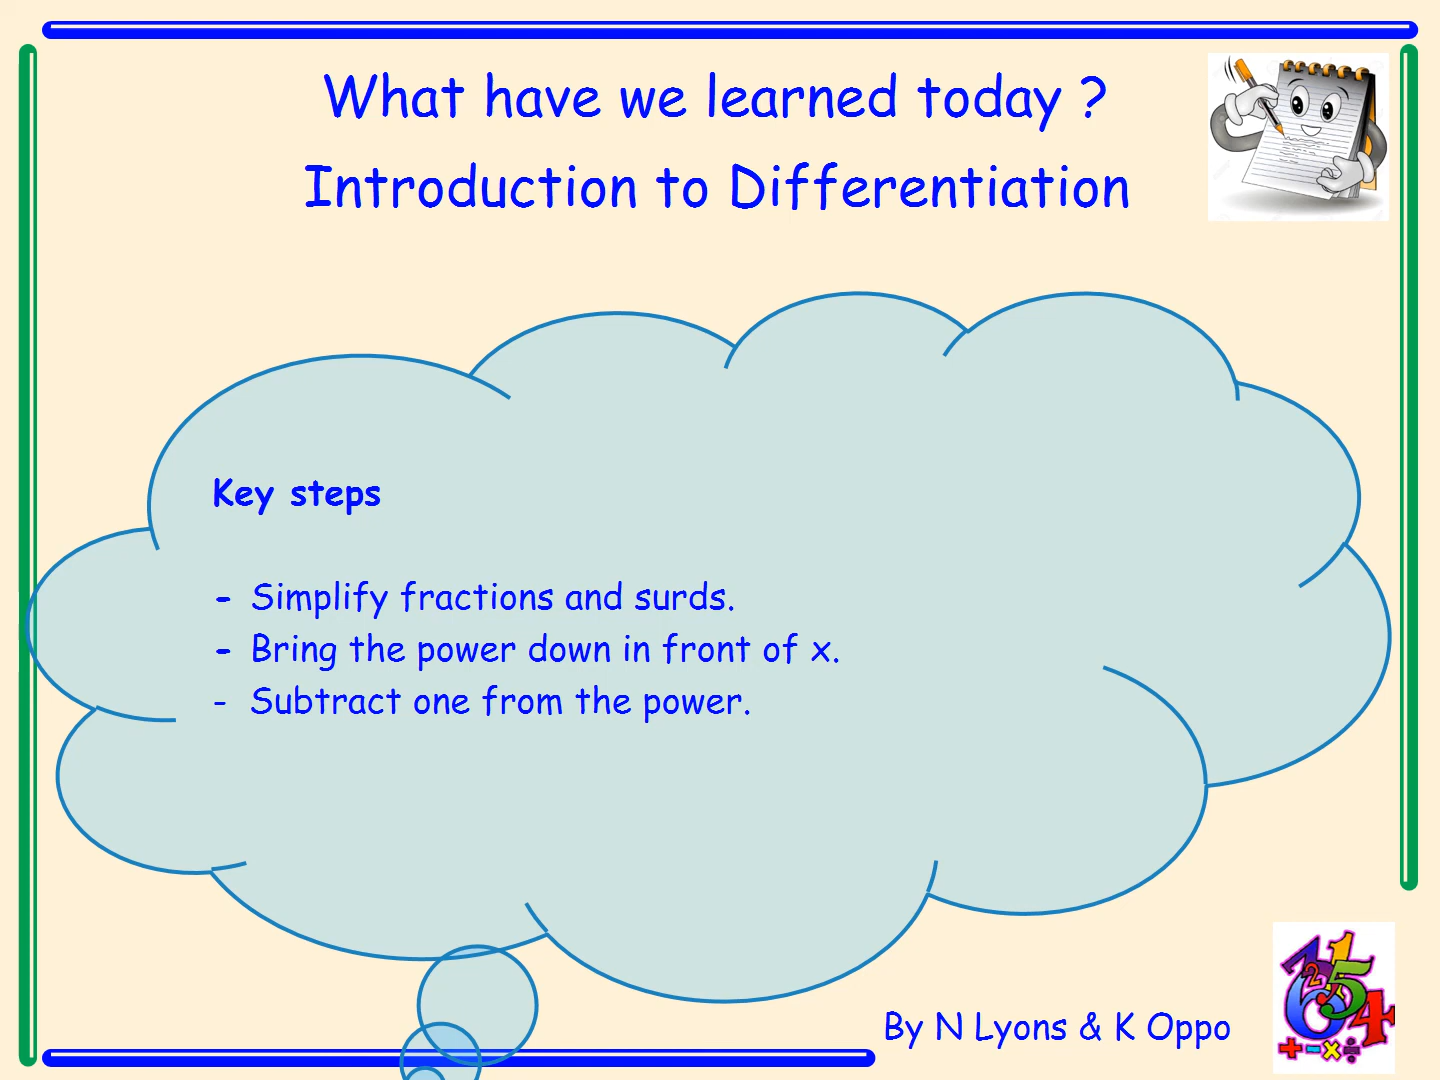 What have we learned today ?
Introduction to Differentiation
Key steps
- Simplify fractions and surds.
- Bring the power down in front of x.
- Subtract one from the power.
By N Lyons & K Oppo